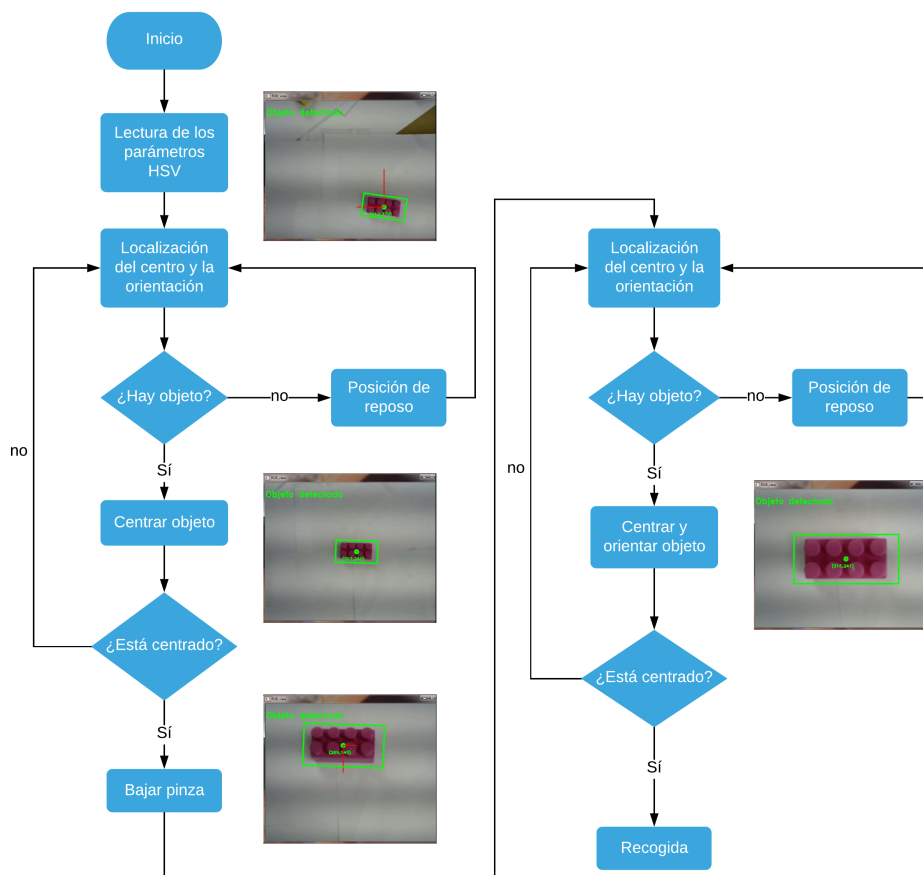 Inicio
Lectura de los
parámetros
HSV
Localización
del centro y la
orientación
¿Hay objeto?
no
Posición de
reposo
no
Sí
Centrar objeto
¿Está centrado?
Sí
Bajar pinza
Objeto detectado
Objeto detectado
Objeto detectado
Localización
del centro y la
orientación
¿Hay objeto?
no
Posición de
reposo
no
Sí
Centrar y
orientar objeto
¿Está centrado?
Sí
Recogida
Objeto detectado